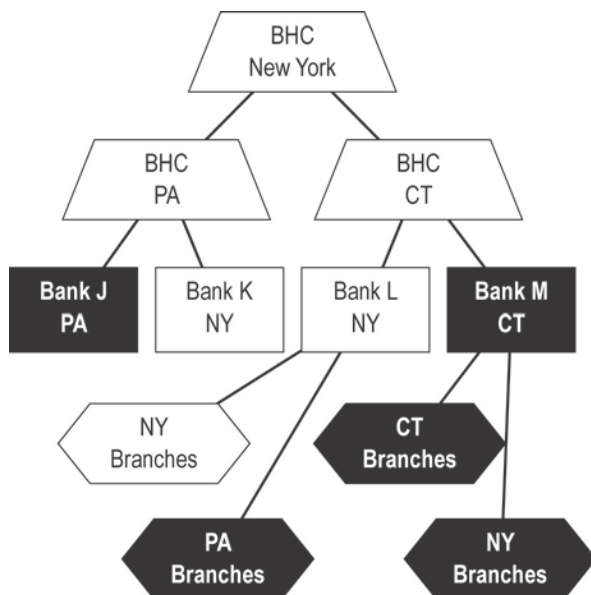 BHC
New York
BHC
PA
BHC
CT
Bank J
PA
Bank K
NY
Bank L
NY
Bank M
CT
NY
Branches
CT
Branches
PA
Branches
NY
Branches